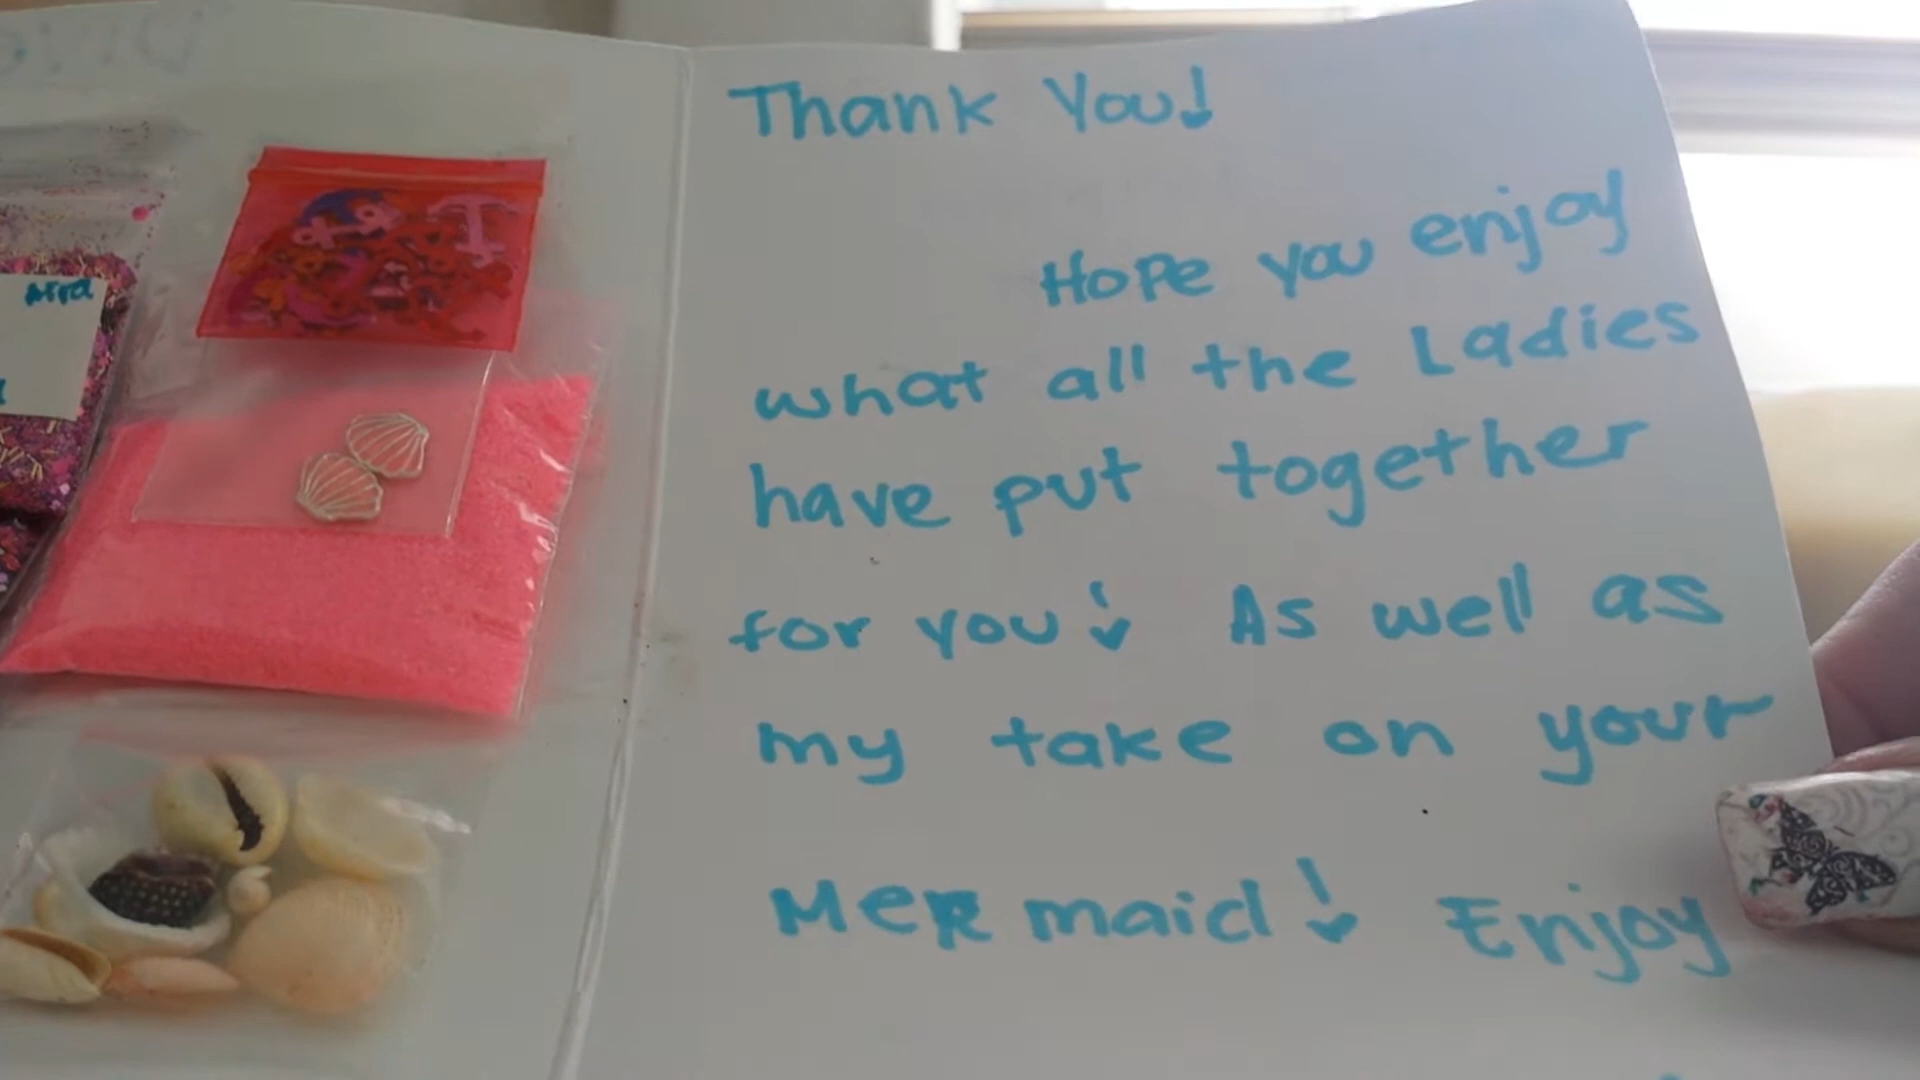 Thank You!
Hope you enjoy
what all the Ladies
have put together
for you! As well as
my take on your
Mermaid! Enjoy